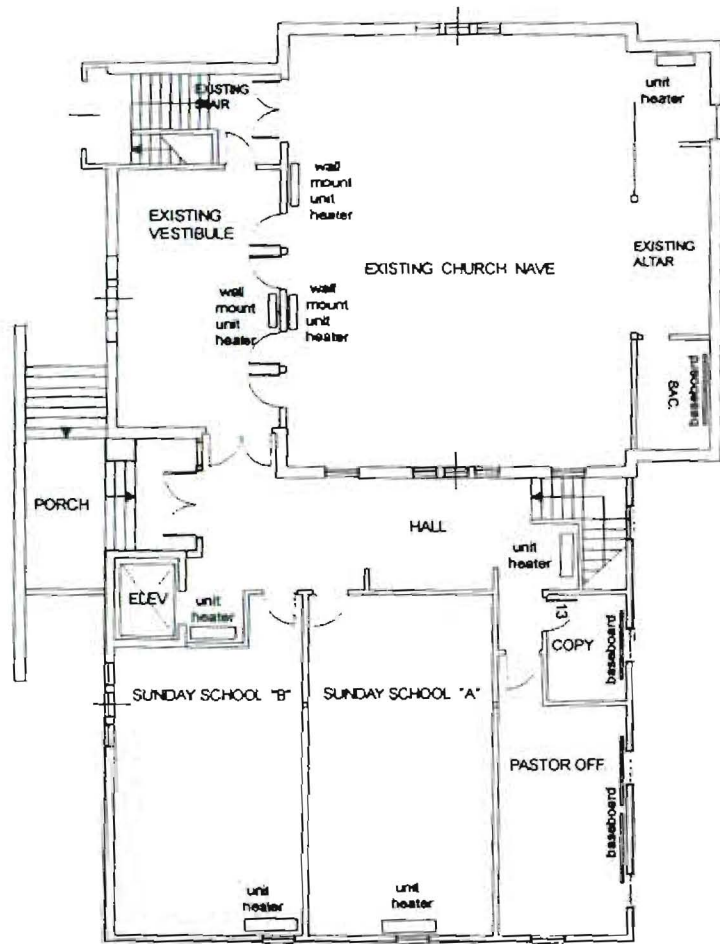 EXISTING
STAIR
unit
heater
wall
mount
unit
heater
EXISTING
VESTIBULE
EXISTING CHURCH NAVE
EXISTING
ALTAR
wall
mount
unit
heater
wall
mount
unit
heater
SAC.
baseboard
PORCH
HALL
unit
heater
ELEV
unit
heater
13
COPY
baseboard
SUNDAY SCHOOL "B"
SUNDAY SCHOOL "A"
PASTOR OFF.
baseboard
unit
heater
unit
heater